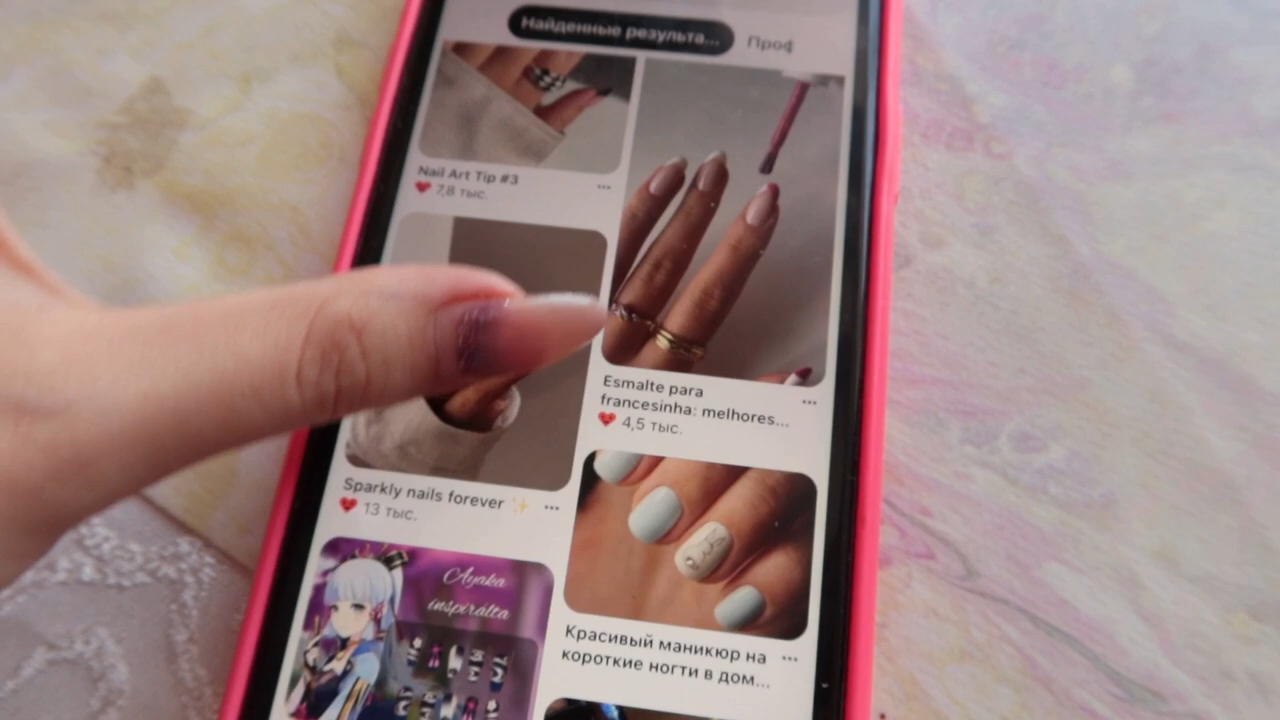 Найденные результа...
Проф
Nail Art Tip #3
7,8 тыс.
Esmalte para
francesinha: melhores...
4,5 тыс.
Sparkly nails forever ✨
13 тыс.
Ayaka
inspiralta
Красивый маникюр на
короткие ногти в дом...